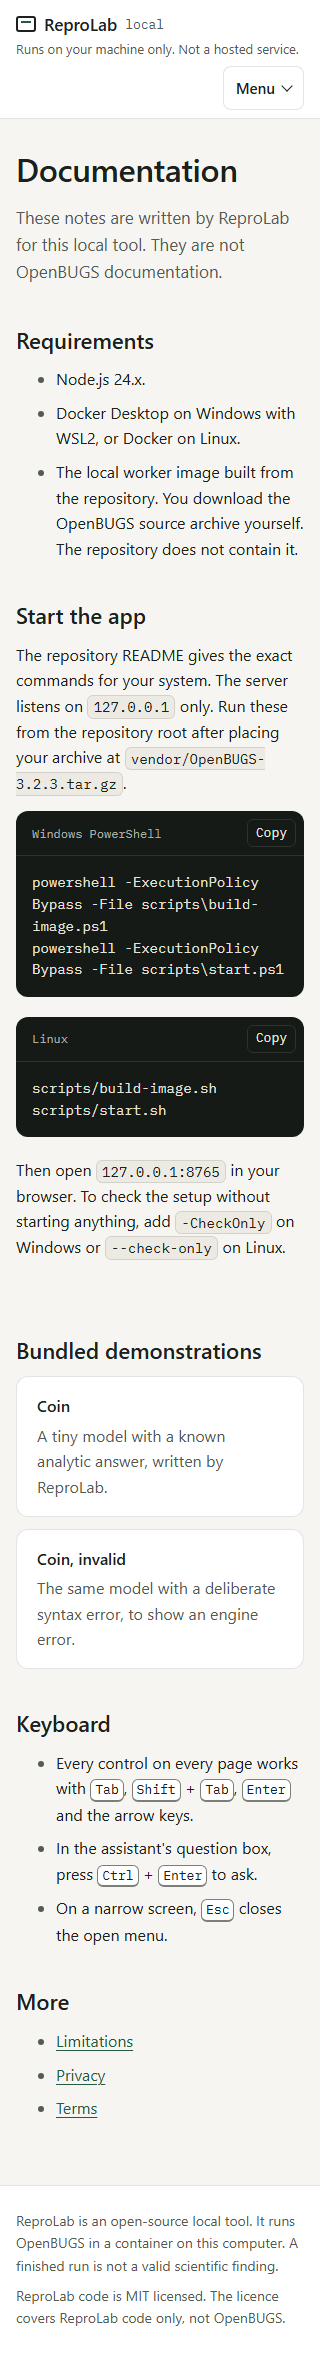 ReproLab local
Runs on your machine only. Not a hosted service.
Menu
Documentation
These notes are written by ReproLab
for this local tool. They are not
OpenBUGS documentation.
Requirements
Node.js 24.x.
Docker Desktop on Windows with
WSL2, or Docker on Linux.
The local worker image built from
the repository. You download the
OpenBUGS source archive yourself.
The repository does not contain it.
Start the app
The repository README gives the exact
commands for your system. The server
listens on 127.0.0.1 only. Run these
from the repository root after placing
your archive at vendor/OpenBUGS-
3.2.3.tar.gz.
Windows PowerShell Copy
powershell -ExecutionPolicy
Bypass -File scripts\build-
image.ps1
powershell -ExecutionPolicy
Bypass -File scripts\start.ps1
Linux Copy
scripts/build-image.sh
scripts/start.sh
Then open 127.0.0.1:8765 in your
browser. To check the setup without
starting anything, add -CheckOnly on
Windows or --check-only on Linux.
Bundled demonstrations
Coin
A tiny model with a known
analytic answer, written by
ReproLab.
Coin, invalid
The same model with a deliberate
syntax error, to show an engine
error.
Keyboard
Every control on every page works
with Tab, Shift + Tab, Enter
and the arrow keys.
In the assistant's question box,
press Ctrl + Enter to ask.
On a narrow screen, Esc closes
the open menu.
More
Limitations
Privacy
Terms
ReproLab is an open-source local tool. It runs
OpenBUGS in a container on this computer. A
finished run is not a valid scientific finding.
ReproLab code is MIT licensed. The licence
covers ReproLab code only, not OpenBUGS.